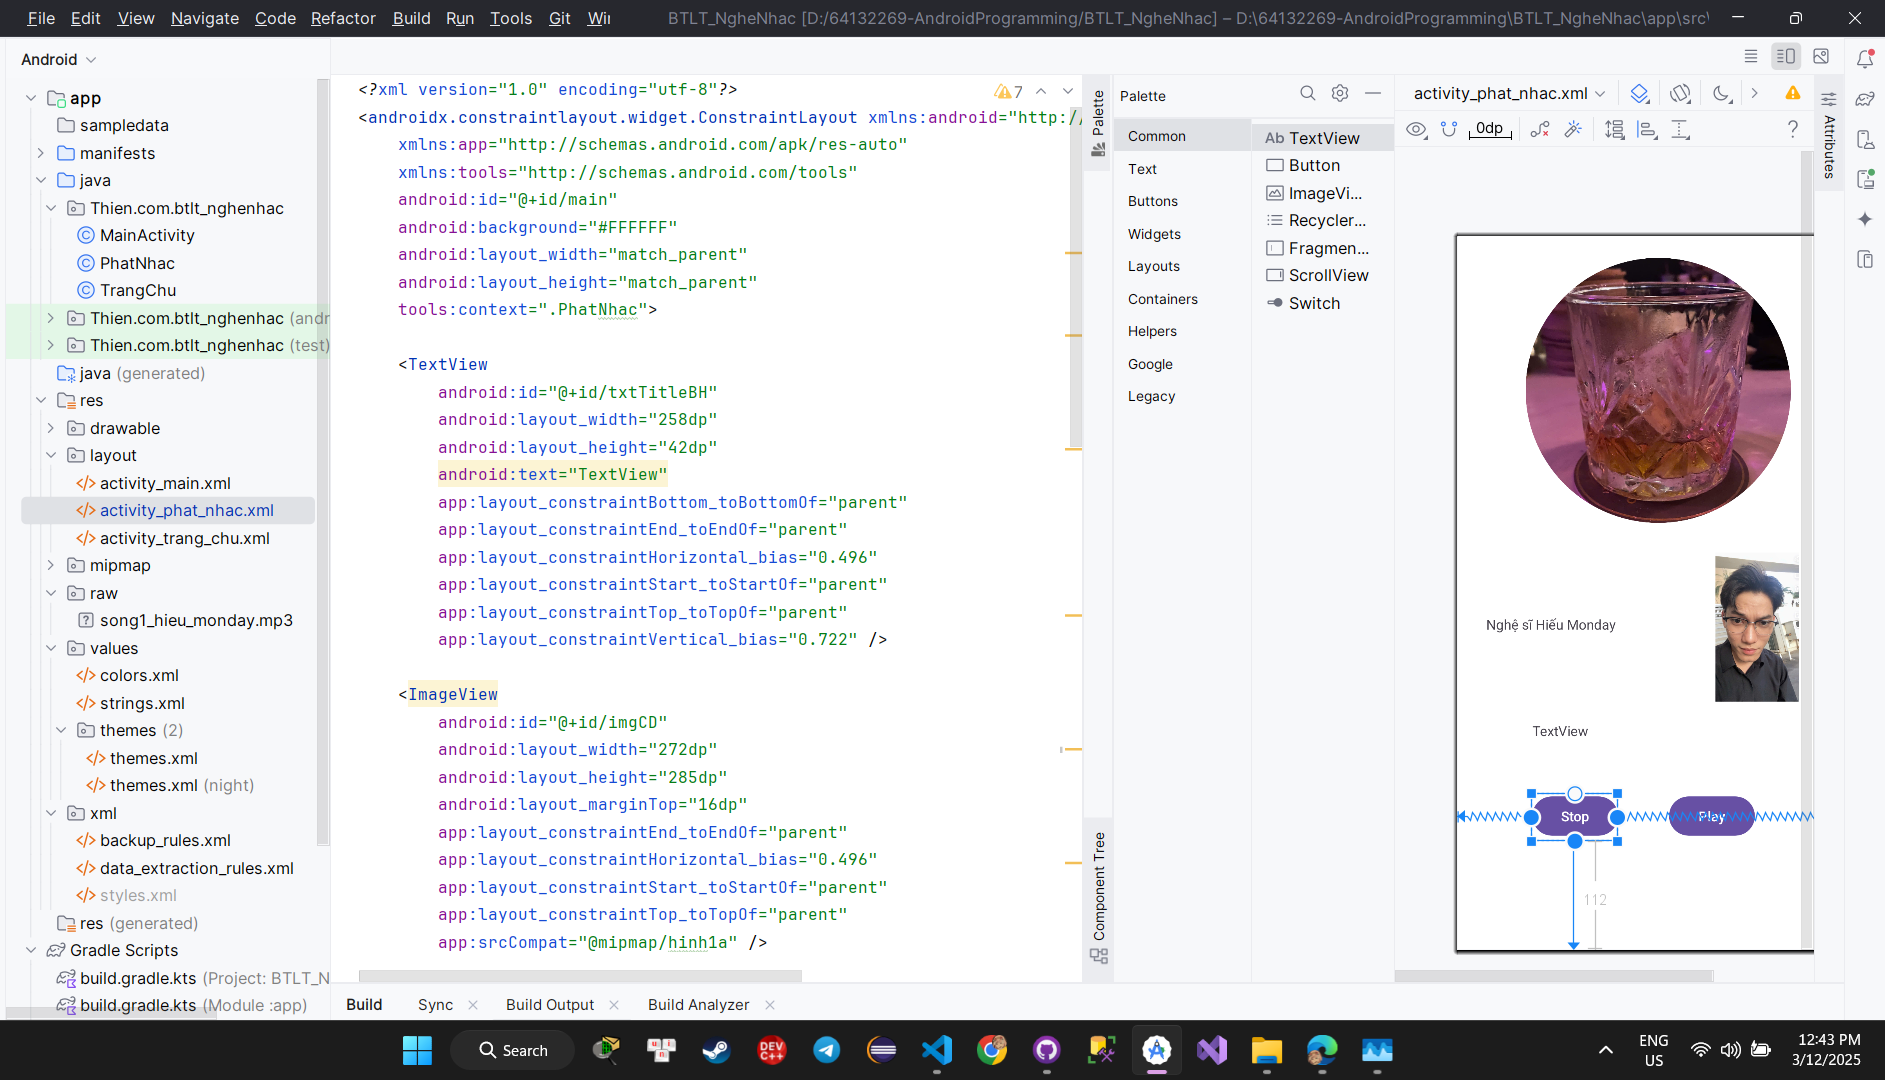 File Edit View Navigate Code Refactor Build Run Tools Git Wir
BTLT_NgheNhac [D:/64132269-AndroidProgramming/BTLT_NgheNhac] – D:\64132269-AndroidProgramming\BTLT_NgheNhac\app\src\
Android
app
sampledata
manifests
java
Thien.com.btlt_nghenhac
MainActivity
PhatNhac
TrangChu
Thien.com.btlt_nghenhac (andr
Thien.com.btlt_nghenhac (test)
java (generated)
res
drawable
layout
activity_main.xml
activity_phat_nhac.xml
activity_trang_chu.xml
mipmap
raw
song1_hieu_monday.mp3
values
colors.xml
strings.xml
themes (2)
themes.xml
themes.xml (night)
xml
backup_rules.xml
data_extraction_rules.xml
styles.xml
res (generated)
Gradle Scripts
build.gradle.kts (Project: BTLT_N
build.gradle.kts (Module :app)
<?xml version="1.0" encoding="utf-8"?>
<androidx.constraintlayout.widget.ConstraintLayout xmlns:android="http:/
xmlns:app="http://schemas.android.com/apk/res-auto"
xmlns:tools="http://schemas.android.com/tools"
android:id="@+id/main"
android:background="#FFFFFF"
android:layout_width="match_parent"
android:layout_height="match_parent"
tools:context=".PhatNhac">
<TextView
android:id="@+id/txtTitleBH"
android:layout_width="258dp"
android:layout_height="42dp"
android:text="TextView"
app:layout_constraintBottom_toBottomOf="parent"
app:layout_constraintEnd_toEndOf="parent"
app:layout_constraintHorizontal_bias="0.496"
app:layout_constraintStart_toStartOf="parent"
app:layout_constraintTop_toTopOf="parent"
app:layout_constraintVertical_bias="0.722" />
<ImageView
android:id="@+id/imgCD"
android:layout_width="272dp"
android:layout_height="285dp"
android:layout_marginTop="16dp"
app:layout_constraintEnd_toEndOf="parent"
app:layout_constraintHorizontal_bias="0.496"
app:layout_constraintStart_toStartOf="parent"
app:layout_constraintTop_toTopOf="parent"
app:srcCompat="@mipmap/hinh1a" />
7
Palette
Component Tree
Palette
Common
Text
Buttons
Widgets
Layouts
Containers
Helpers
Google
Legacy
Ab TextView
Button
ImageVi...
Recycler...
Fragmen...
ScrollView
Switch
activity_phat_nhac.xml
0dp
?
Attributes
Nghệ sĩ Hiếu Monday
TextView
Stop
Play
112
Build Sync Build Output Build Analyzer
Search
DEV C++
ENG
US
12:43 PM
3/12/2025